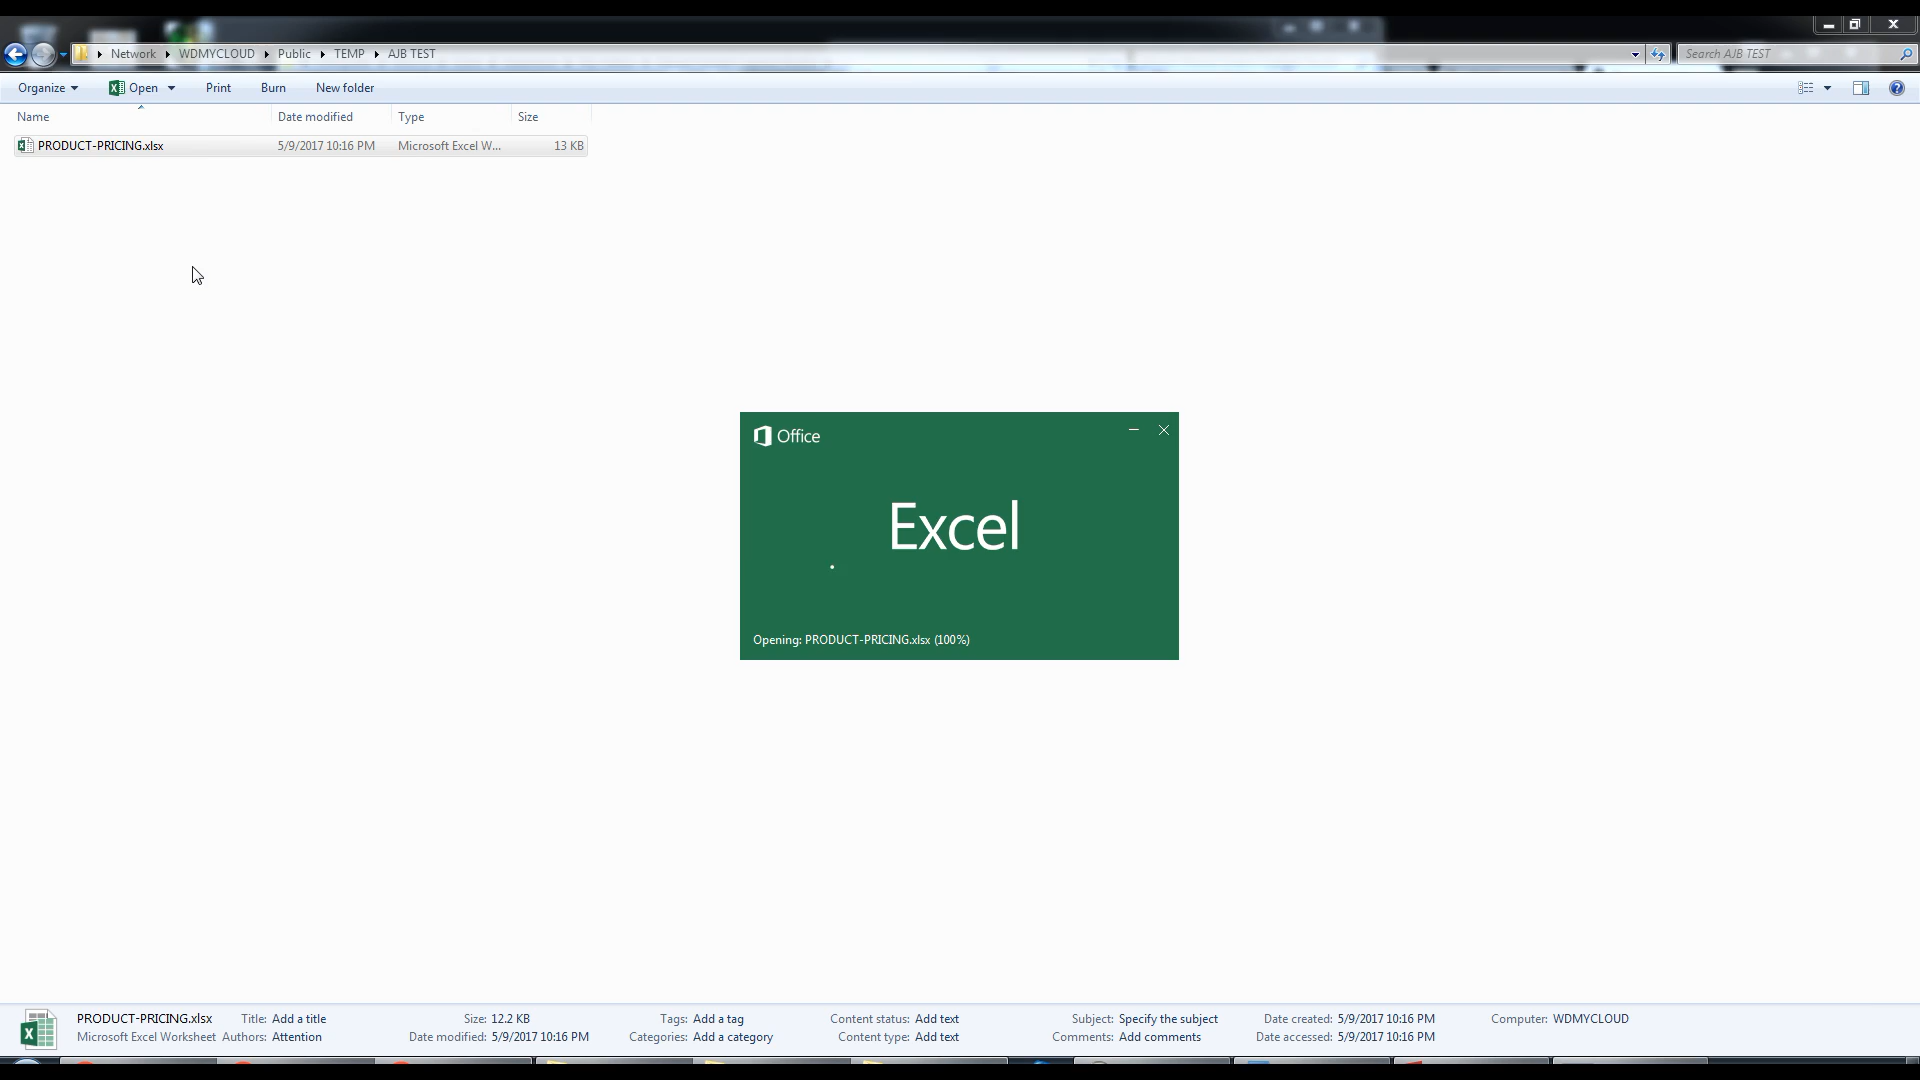 Network WDMYCLOUD Public TEMP AJB TEST Search AJB TEST
Organize Open Print Burn New folder
Name Date modified Type Size
PRODUCT-PRICING.xlsx 5/9/2017 10:16 PM Microsoft Excel W... 13 KB
Office
Excel
Opening: PRODUCT-PRICING.xlsx (100%)
PRODUCT-PRICING.xlsx Title: Add a title Size: 12.2 KB Tags: Add a tag Content status: Add text Subject: Specify the subject Date created: 5/9/2017 10:16 PM Computer: WDMYCLOUD
Microsoft Excel Worksheet Authors: Attention Date modified: 5/9/2017 10:16 PM Categories: Add a category Content type: Add text Comments: Add comments Date accessed: 5/9/2017 10:16 PM